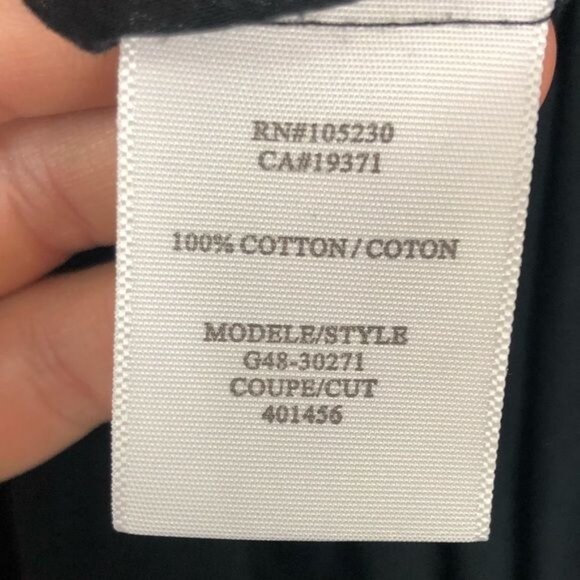 RN#105230
CA#19371
100% COTTON/COTON
MODELE/STYLE
G48-30271
COUPE/CUT
401456